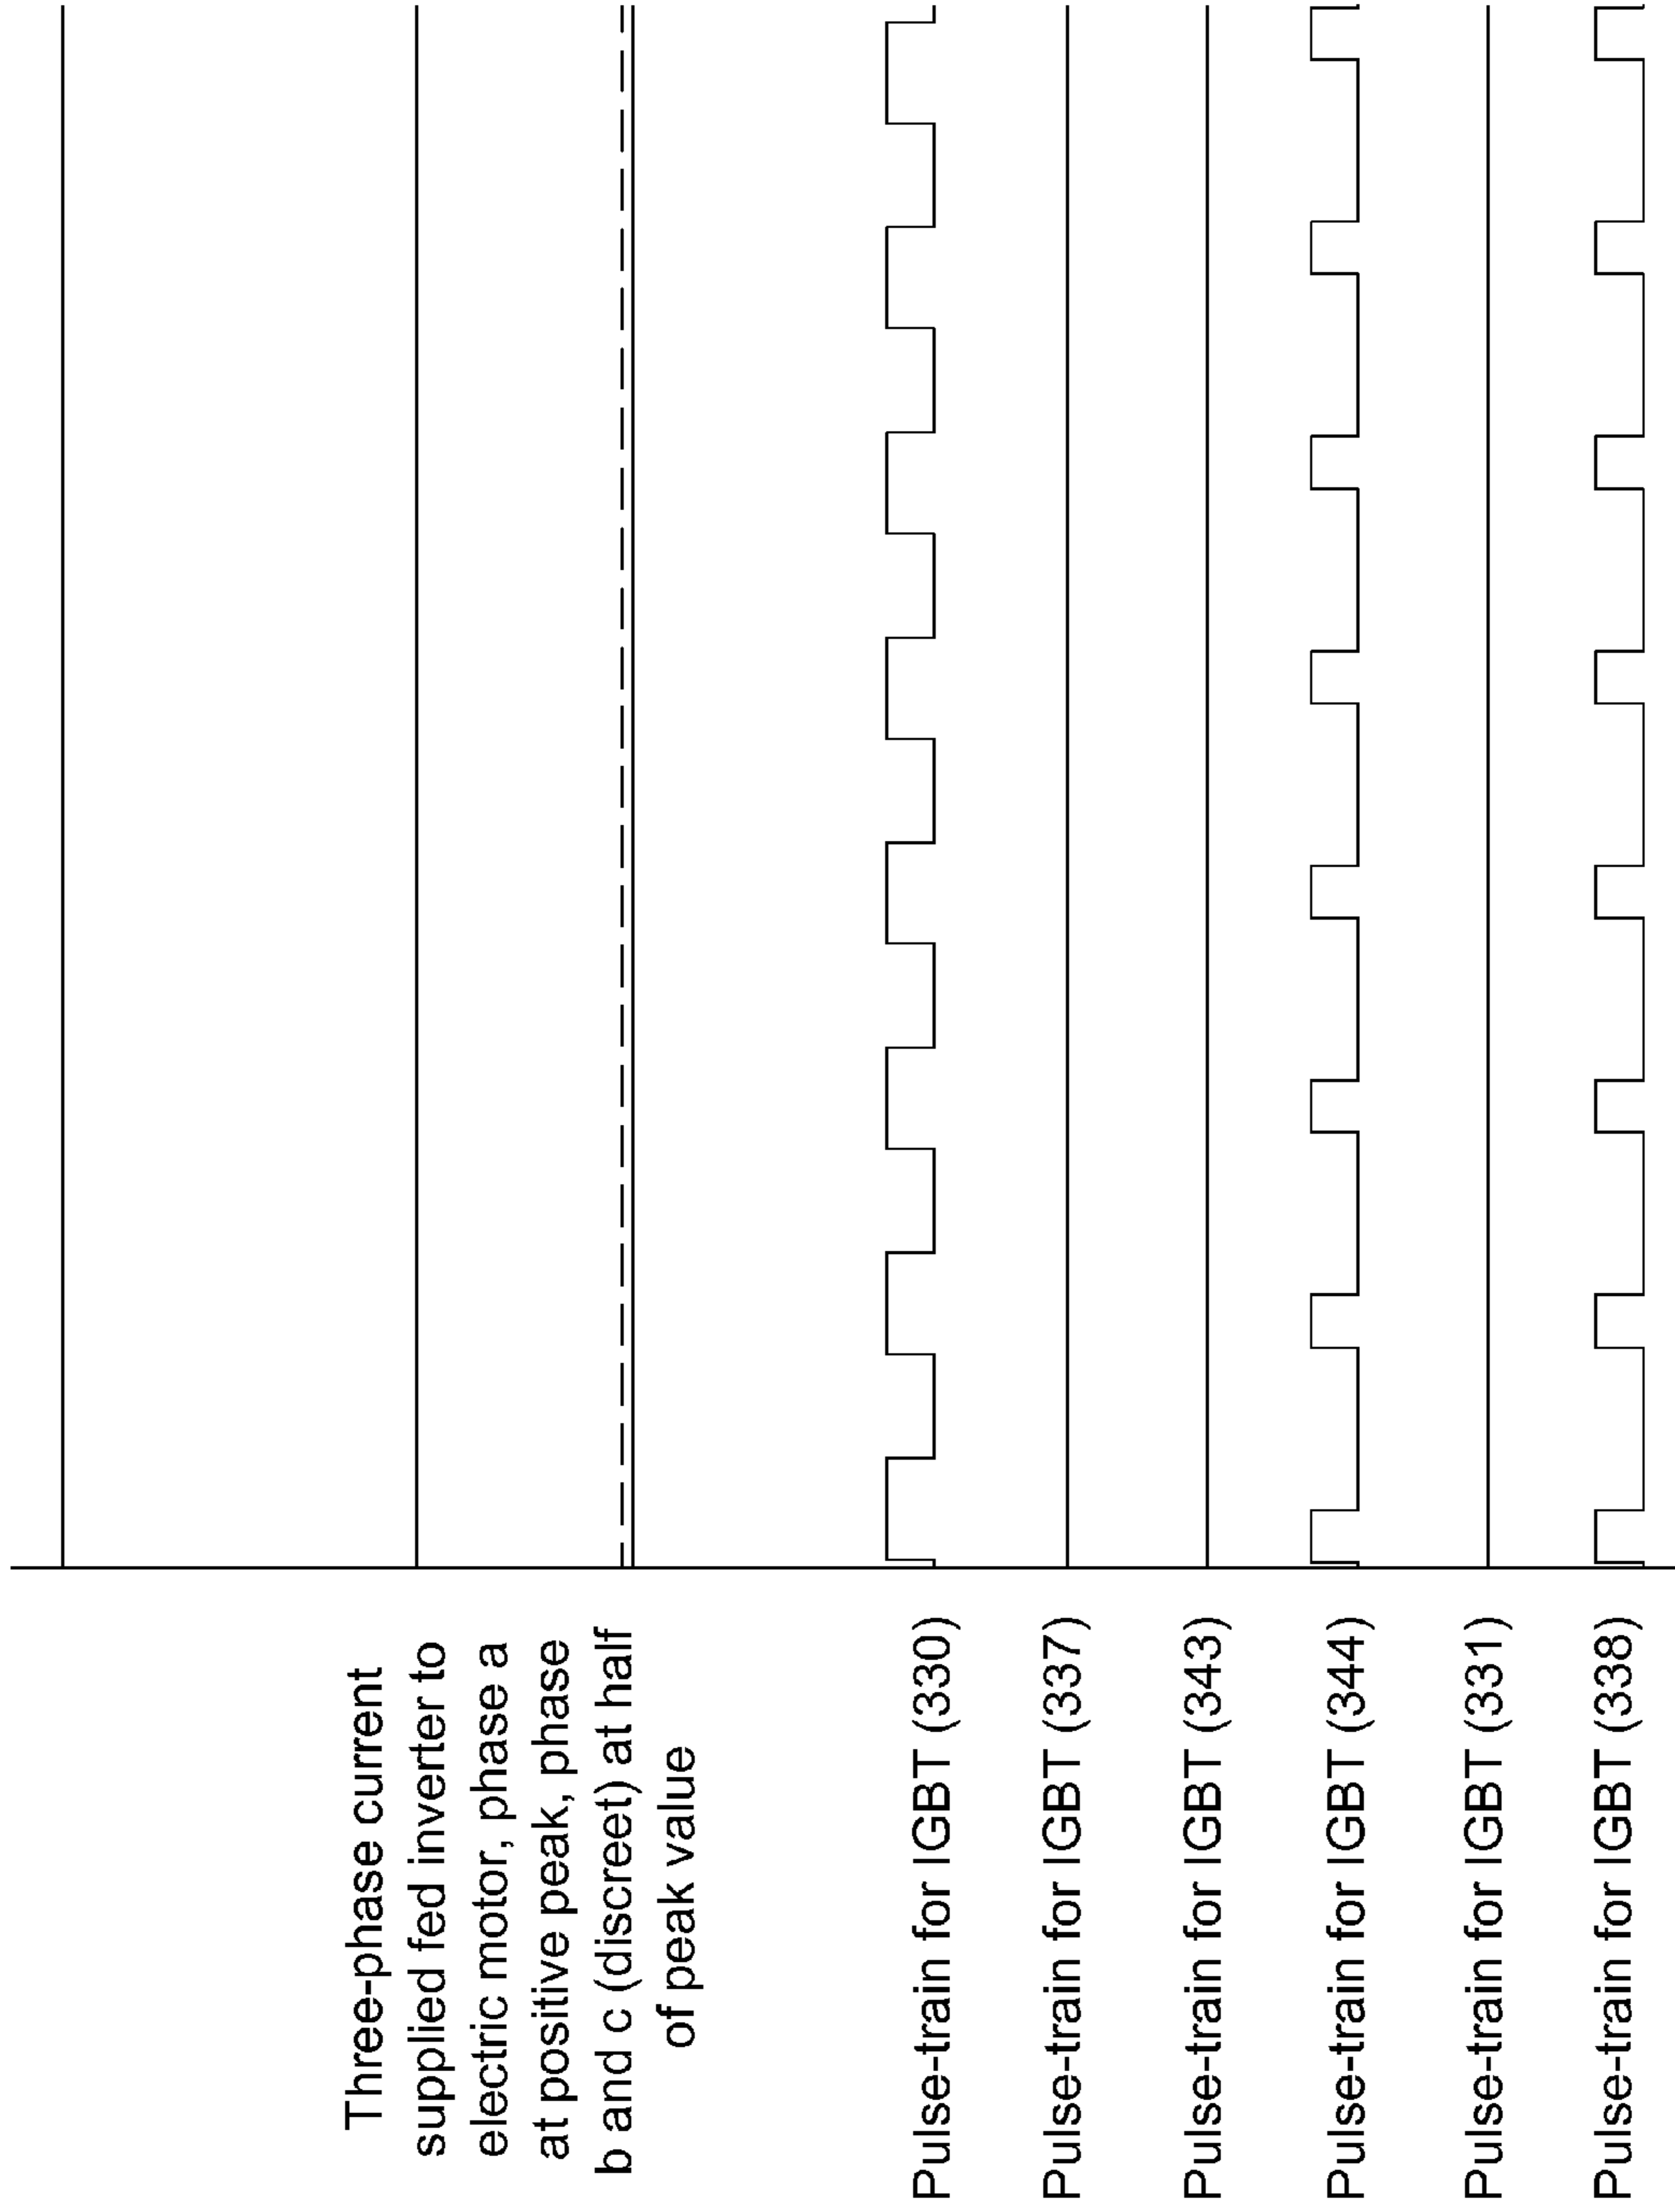 Three-phase current
supplied fed inverter to
electric motor, phase a
at positive peak, phase
b and c (discreet) at half
of peak value
Pulse-train for IGBT (330)
Pulse-train for IGBT (337)
Pulse-train for IGBT (343)
Pulse-train for IGBT (344)
Pulse-train for IGBT (331)
Pulse-train for IGBT (338)